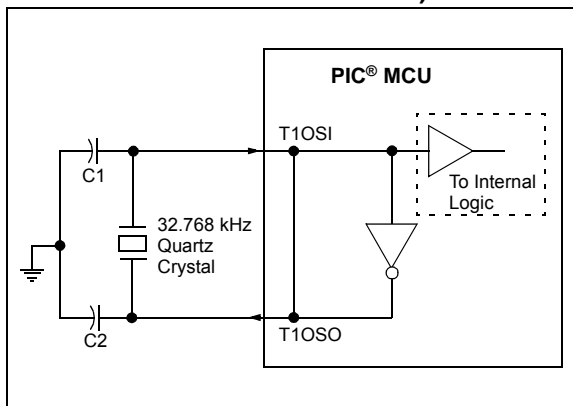 PIC® MCU
T1OSI
C1
To Internal
Logic
32.768 kHz
Quartz
Crystal
C2
T1OSO